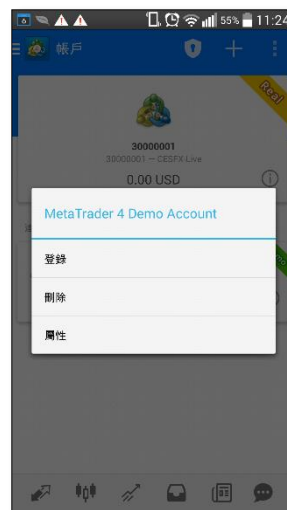 55% 11:24
帳戶
Real
30000001
30000001 — CESFX-Live
0.00 USD
MetaTrader 4 Demo Account
登錄
刪除
屬性